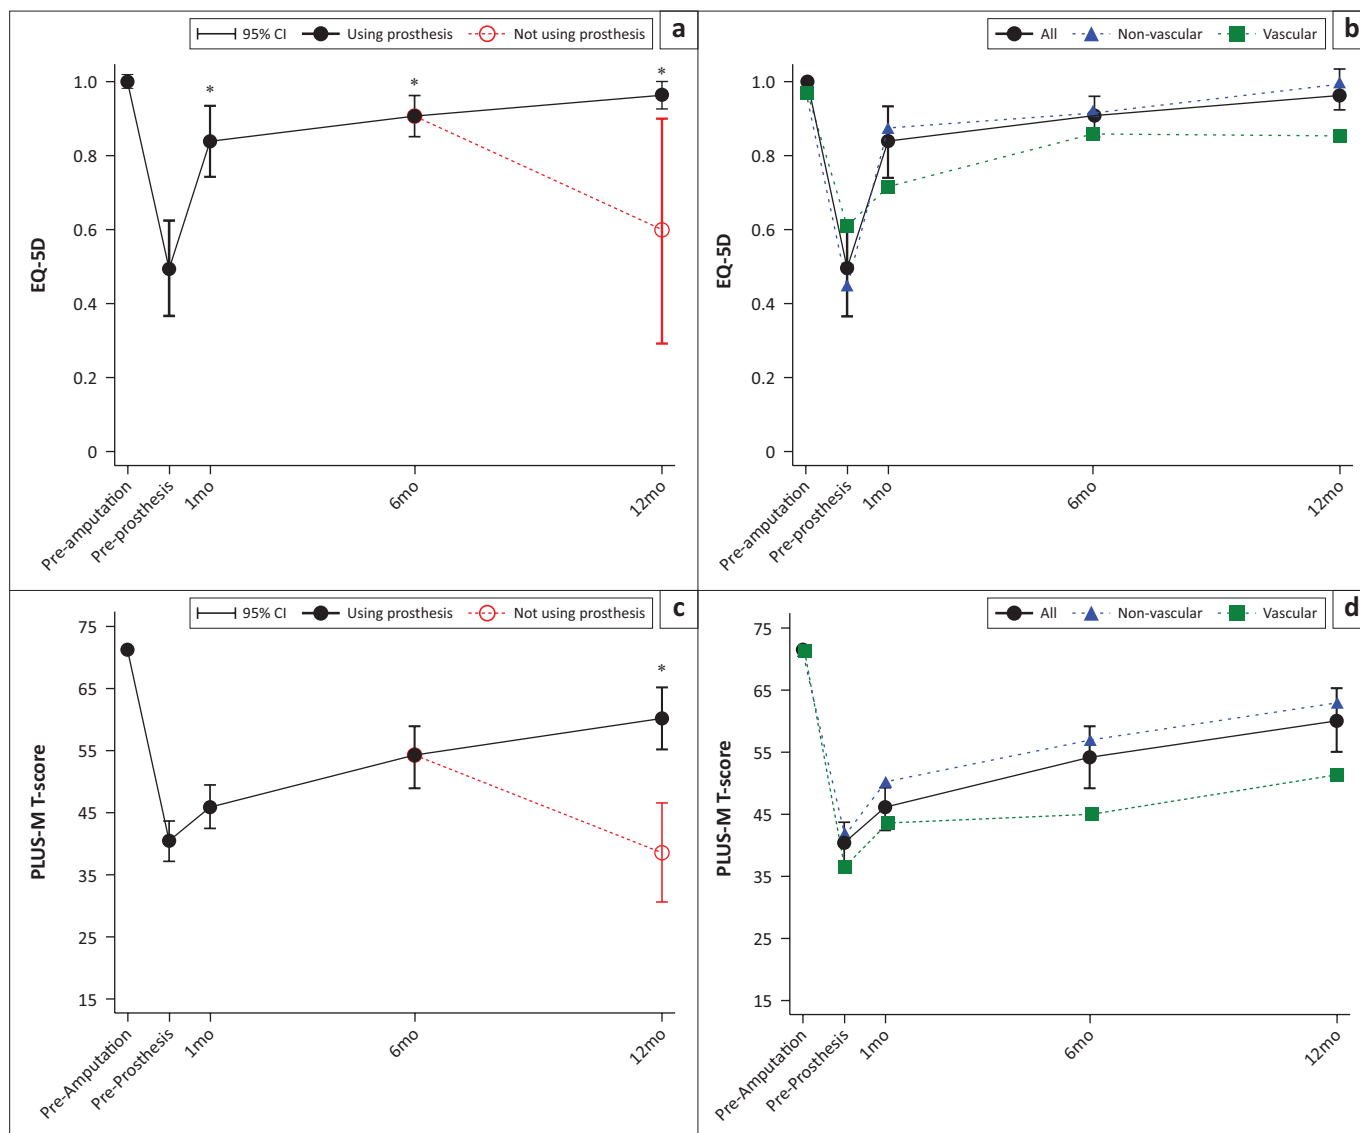 95% CI Using prosthesis Not using prosthesis a
* * *
1.0
0.8
0.6
0.4
0.2
0
EQ-5D
Pre-amputation
Pre-prosthesis
1mo
6mo
12mo
All Non-vascular Vascular b
1.0
0.8
0.6
0.4
0.2
0
EQ-5D
Pre-amputation
Pre-prosthesis
1mo
6mo
12mo
95% CI Using prosthesis Not using prosthesis c
*
75
65
55
45
35
25
15
PLUS-M T-score
Pre-Amputation
Pre-Prosthesis
1mo
6mo
12mo
All Non-vascular Vascular d
75
65
55
45
35
25
15
PLUS-M T-score
Pre-Amputation
Pre-Prosthesis
1mo
6mo
12mo